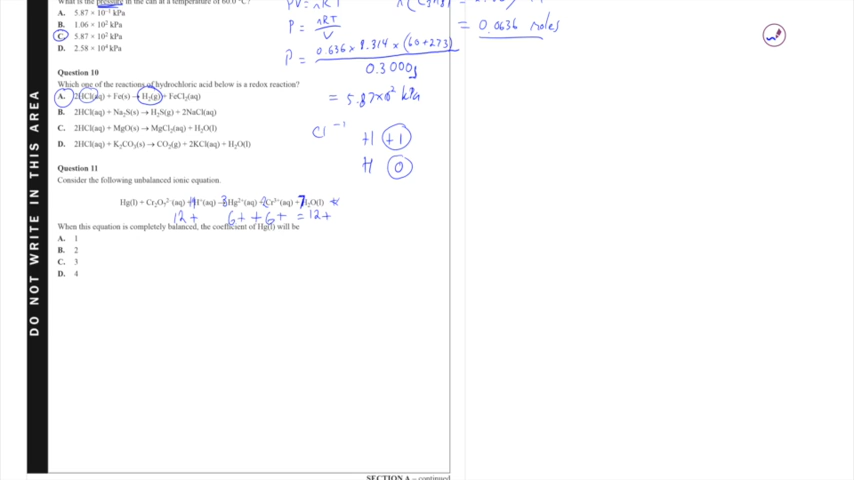 What is the pressure in the can at a temperature of 60.0 °C?
A. 5.87 × 10⁻¹ kPa
B. 1.06 × 10² kPa
C. 5.87 × 10² kPa
D. 2.58 × 10⁴ kPa
PV = nRT
P = nRT / V
= 0.0636 moles
P = 0.636 × 8.314 × (60+273) / 0.3000
= 5.87×10² kPa
Question 10
Which one of the reactions of hydrochloric acid below is a redox reaction?
A. 2HCl(aq) + Fe(s) → H₂(g) + FeCl₂(aq)
B. 2HCl(aq) + Na₂S(s) → H₂S(g) + 2NaCl(aq)
C. 2HCl(aq) + MgO(s) → MgCl₂(aq) + H₂O(l)
D. 2HCl(aq) + K₂CO₃(s) → CO₂(g) + 2KCl(aq) + H₂O(l)
Cl⁻¹
H +1
H 0
Question 11
Consider the following unbalanced ionic equation.
Hg(l) + Cr₂O₇²⁻(aq) + H⁺(aq) → 3Hg²⁺(aq) + 2Cr³⁺(aq) + 7H₂O(l)
12+ 6+ + 6+ = 12+
When this equation is completely balanced, the coefficient of Hg(l) will be
A. 1
B. 2
C. 3
D. 4
DO NOT WRITE IN THIS AREA
SECTION A – continued